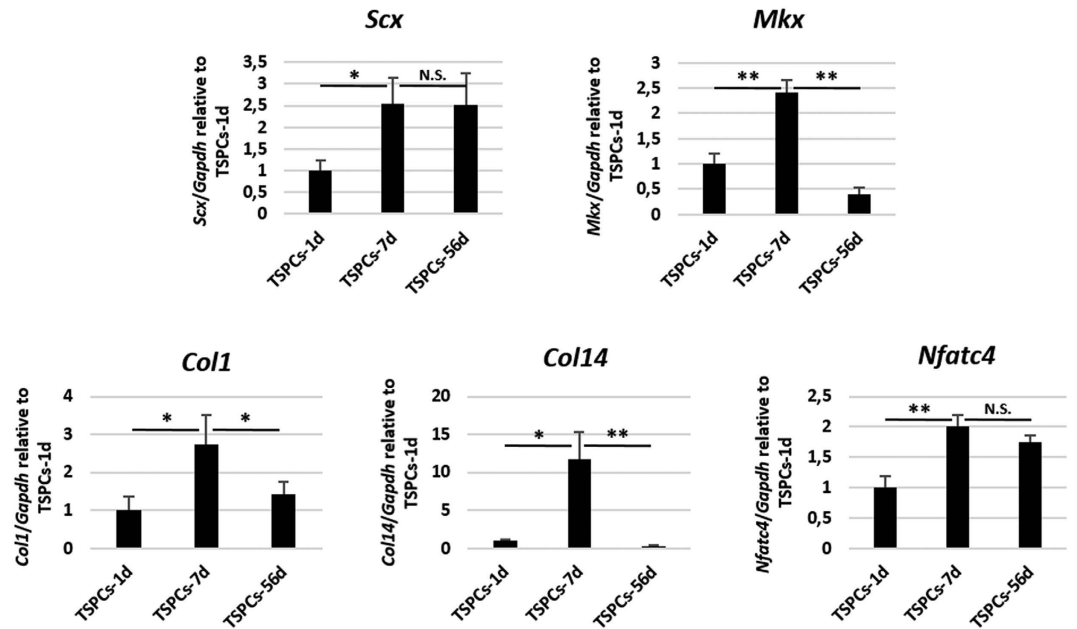 Scx
Scx/Gapdh relative to
TSPCs-1d
3,5
3
2,5
2
1,5
1
0,5
0
*
N.S.
TSPCs-1d
TSPCs-7d
TSPCs-56d
Mkx
Mkx/Gapdh relative to
TSPCs-1d
3
2,5
2
1,5
1
0,5
0
**
**
TSPCs-1d
TSPCs-7d
TSPCs-56d
Col1
Col1/Gapdh relative to
TSPCs-1d
4
3
2
1
0
*
*
TSPCs-1d
TSPCs-7d
TSPCs-56d
Col14
Col14/Gapdh relative to
TSPCs-1d
20
15
10
5
0
*
**
TSPCs-1d
TSPCs-7d
TSPCs-56d
Nfatc4
Nfatc4/Gapdh relative to
TSPCs-1d
2,5
2
1,5
1
0,5
0
**
N.S.
TSPCs-1d
TSPCs-7d
TSPCs-56d